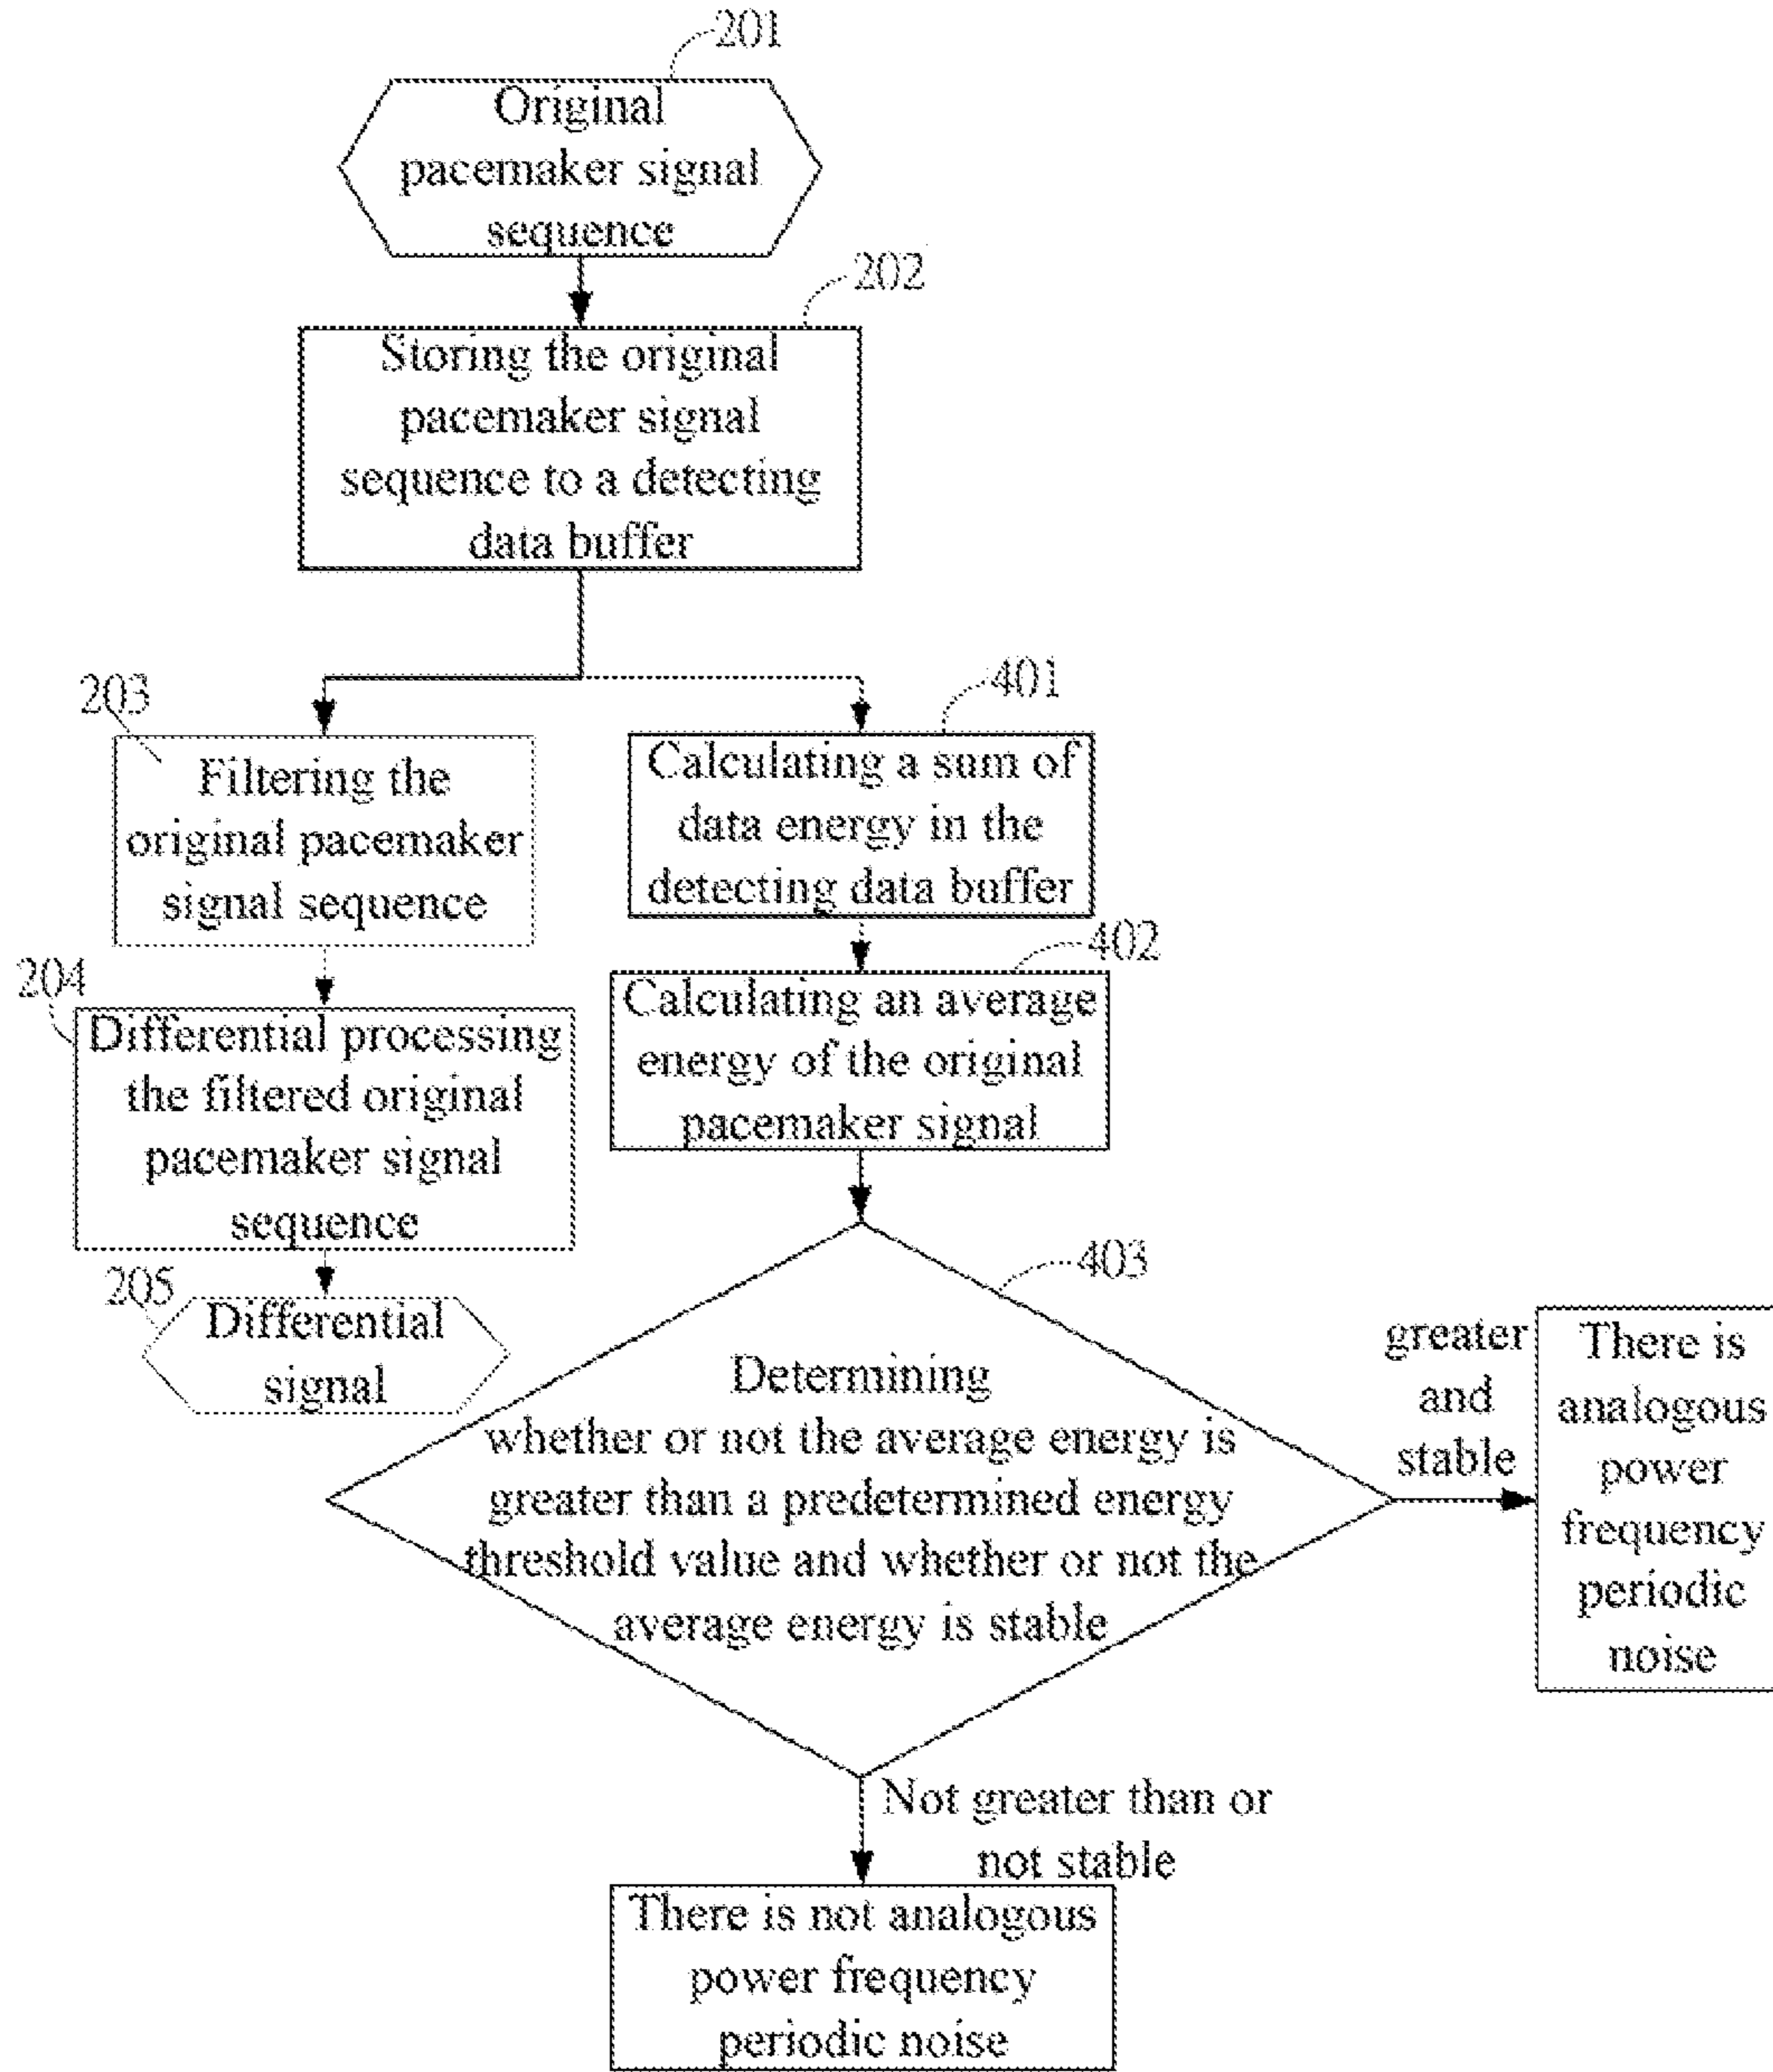 201
Original
pacemaker signal
sequence
202
Storing the original
pacemaker signal
sequence to a detecting
data buffer
203
Filtering the
original pacemaker
signal sequence
401
Calculating a sum of
data energy in the
detecting data buffer
204
Differential processing
the filtered original
pacemaker signal
sequence
402
Calculating an average
energy of the original
pacemaker signal
205
Differential
signal
403
Determining
whether or not the average energy is
greater than a predetermined energy
threshold value and whether or not the
average energy is stable
greater
and
stable
There is
analogous
power
frequency
periodic
noise
Not greater than or
not stable
There is not analogous
power frequency
periodic noise